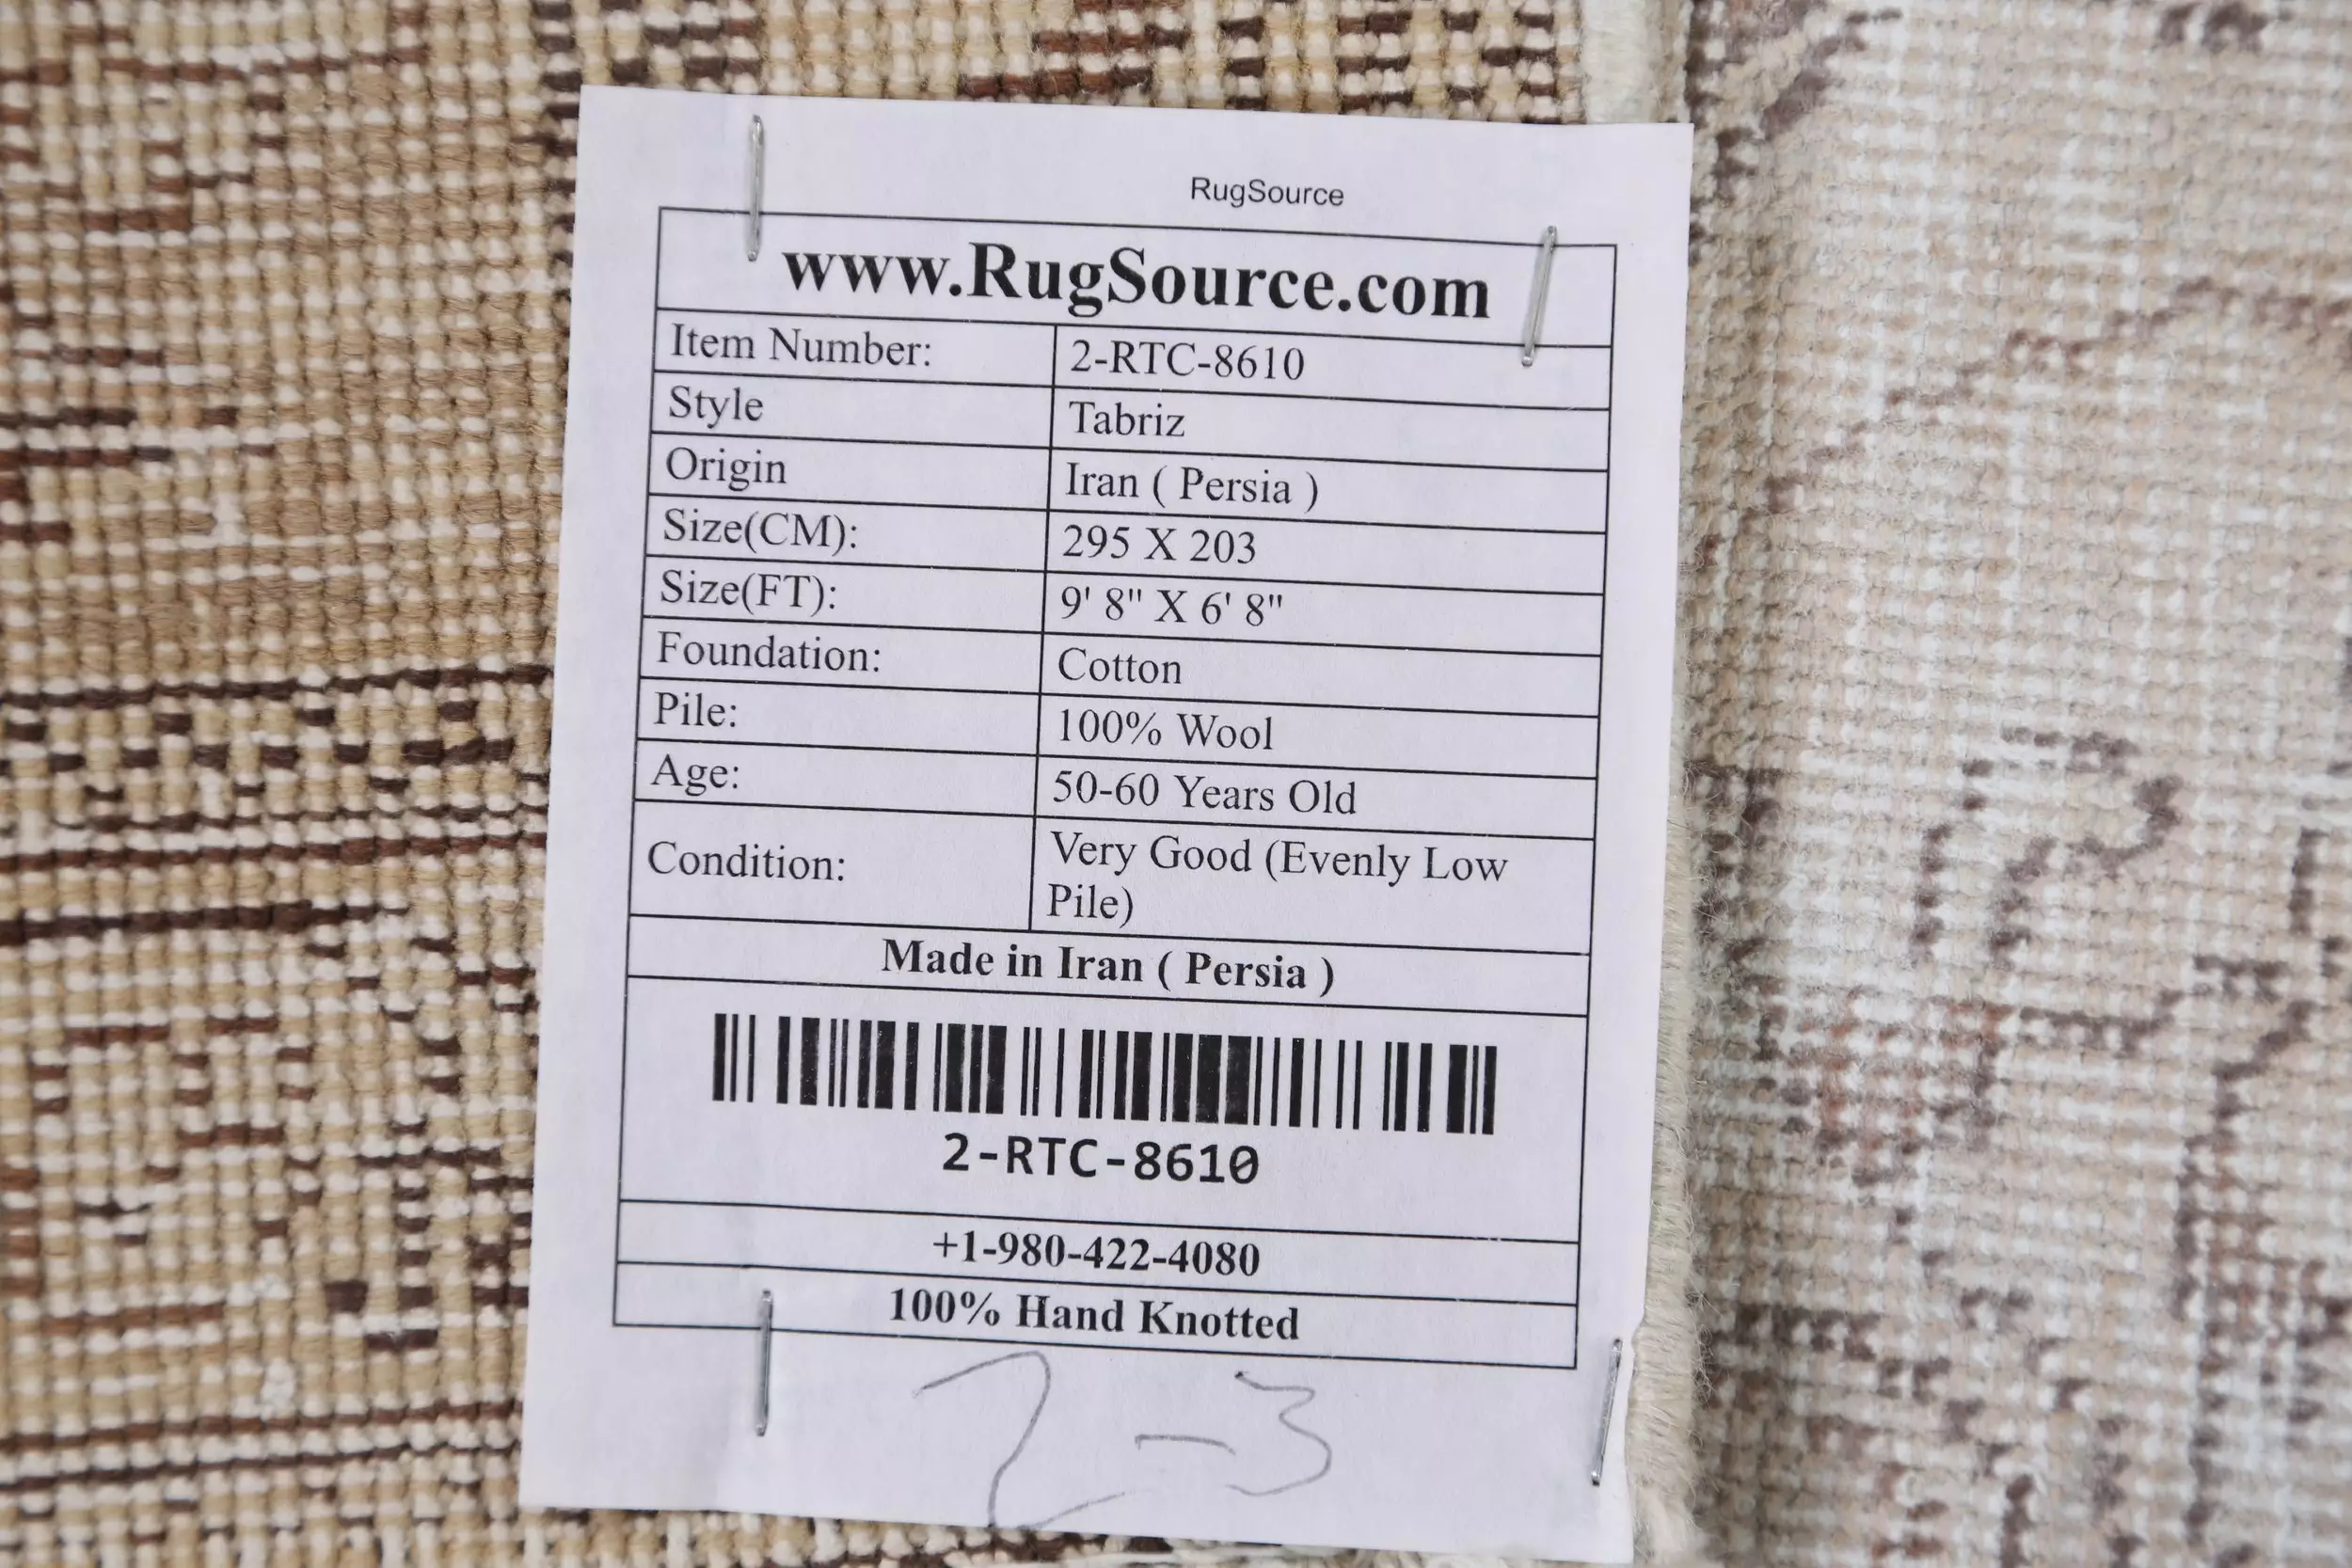 RugSource
www.RugSource.com
Item Number: 2-RTC-8610
Style Tabriz
Origin Iran ( Persia )
Size(CM): 295 X 203
Size(FT): 9' 8" X 6' 8"
Foundation: Cotton
Pile: 100% Wool
Age: 50-60 Years Old
Condition: Very Good (Evenly Low
Pile)
Made in Iran ( Persia )
2-RTC-8610
+1-980-422-4080
100% Hand Knotted
2-3